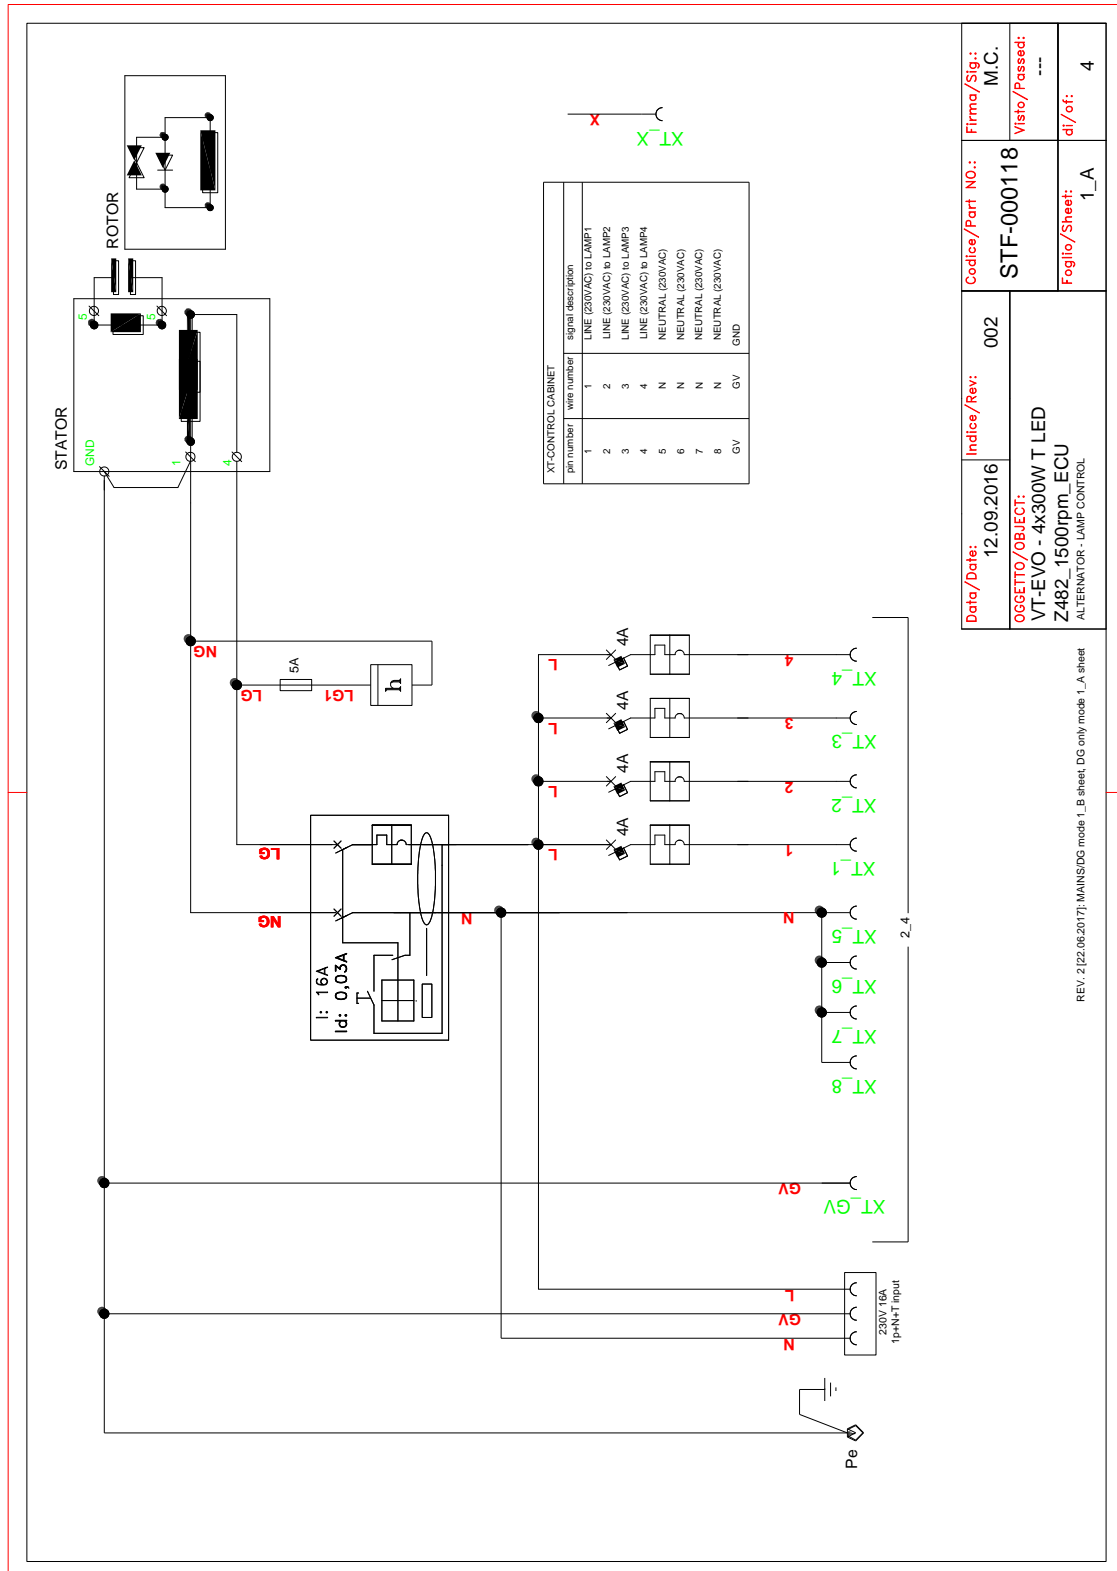 STATOR
ROTOR
GND
1
4
5
5
NG
LG
5A
LG1
h
LG
NG
I: 16A
Id: 0,03A
N
L
L
L
L
4A
4A
4A
4A
1
2
3
4
N
GV
XT_1
XT_2
XT_3
XT_4
XT_5
XT_6
XT_7
XT_8
XT_GV
2_4
L
GV
N
230V 16A
1p+N+T input
Pe
X
XT_X
XT-CONTROL CABINET
pin number wire number signal description
1 1 LINE (230VAC) to LAMP1
2 2 LINE (230VAC) to LAMP2
3 3 LINE (230VAC) to LAMP3
4 4 LINE (230VAC) to LAMP4
5 N NEUTRAL (230VAC)
6 N NEUTRAL (230VAC)
7 N NEUTRAL (230VAC)
8 N NEUTRAL (230VAC)
GV GV GND
REV. 2 [22.06.2017]: MAINS/DG mode 1_B sheet, DG only mode 1_A sheet
Data/Date: 12.09.2016
Indice/Rev: 002
Codice/Part NO.: STF-000118
Firma/Sig.: M.C.
OGGETTO/OBJECT:
VT-EVO - 4x300W T LED
Z482_1500rpm_ECU
ALTERNATOR - LAMP CONTROL
Visto/Passed: ---
Foglio/Sheet: 1_A
di/of: 4